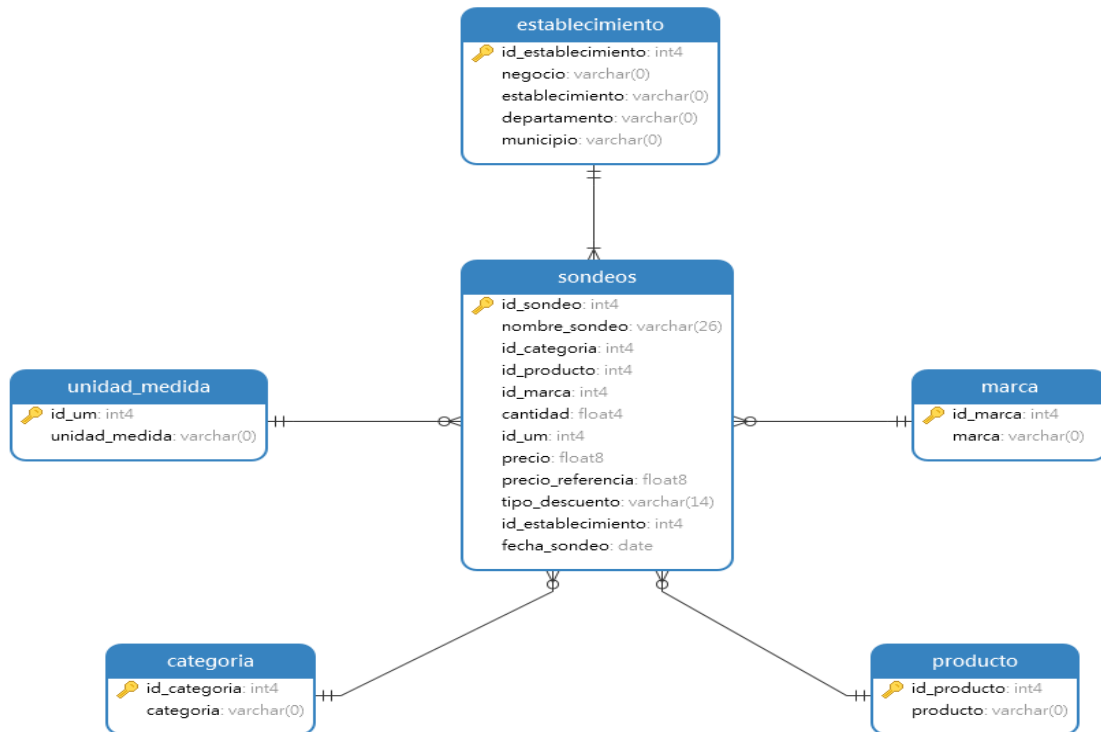 establecimiento
id_establecimiento: int4
negocio: varchar(0)
establecimiento: varchar(0)
departamento: varchar(0)
municipio: varchar(0)
sondeos
id_sondeo: int4
nombre_sondeo: varchar(26)
id_categoria: int4
id_producto: int4
id_marca: int4
cantidad: float4
id_um: int4
precio: float8
precio_referencia: float8
tipo_descuento: varchar(14)
id_establecimiento: int4
fecha_sondeo: date
unidad_medida
id_um: int4
unidad_medida: varchar(0)
marca
id_marca: int4
marca: varchar(0)
categoria
id_categoria: int4
categoria: varchar(0)
producto
id_producto: int4
producto: varchar(0)